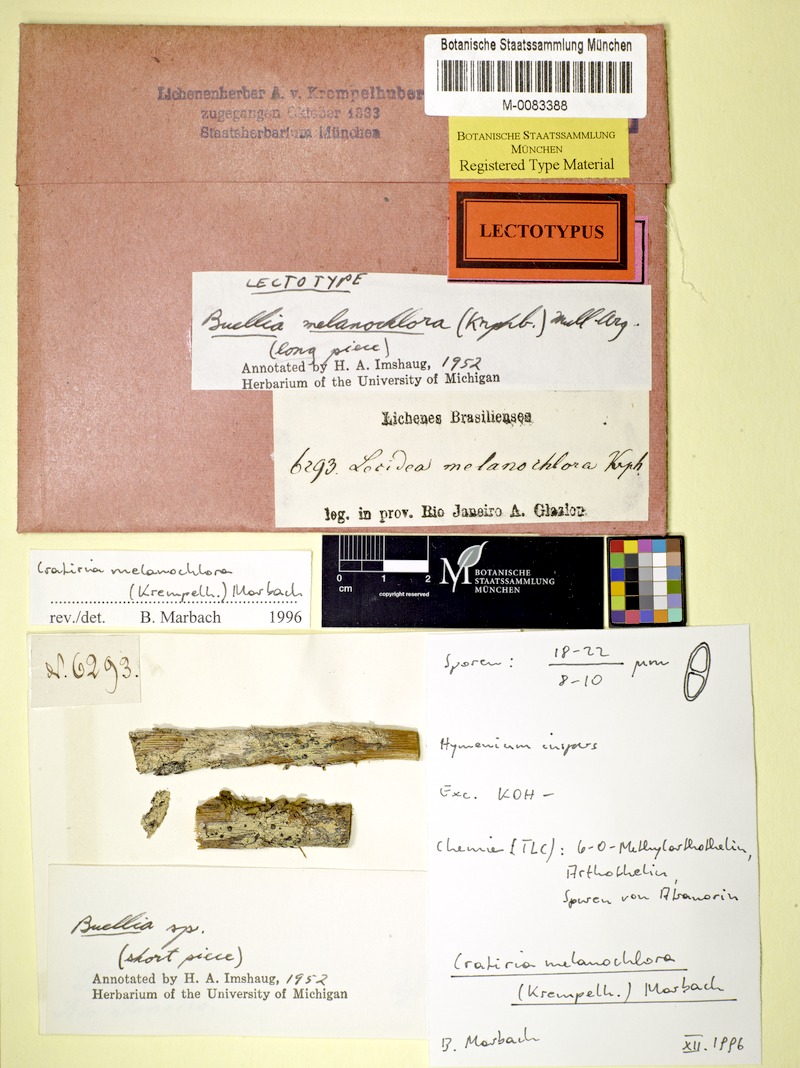 Botanische Staatssammlung München
M-0083388
Lichenenherbar A. v. Krempelhuber
zugegangen Oktober 1893
Staatsherbarium München
BOTANISCHE STAATSSAMMLUNG
MÜNCHEN
Registered Type Material
LECTOTYPUS
LECTOTYPE
Buellia melanochlora (Krphb.) Müll-Arg.
(long piece)
Annotated by H. A. Imshaug, 1952
Herbarium of the University of Michigan
Lichenes Brasilienses
6293. Lecidea melanochlora Krph.
leg. in prov. Rio Janeiro A. Glaziou
Cratiria melanochlora
(Krempelh.) Marbach
rev./det. B. Marbach 1996
0 1 2
cm
copyright reserved
M BOTANISCHE
STAATSSAMMLUNG
MÜNCHEN
N. 6293.
Sporen: 18-22
8-10 µm
Hymenium inspers
Exc. KOH -
Chemie (TLC): 6-O-Methylarthothelin,
Arthothelin,
Spuren von Atranorin
Cratiria melanochlora
(Krempelh.) Marbach
B. Marbach XII. 1996
Buellia sp.
(short piece)
Annotated by H. A. Imshaug, 1952
Herbarium of the University of Michigan